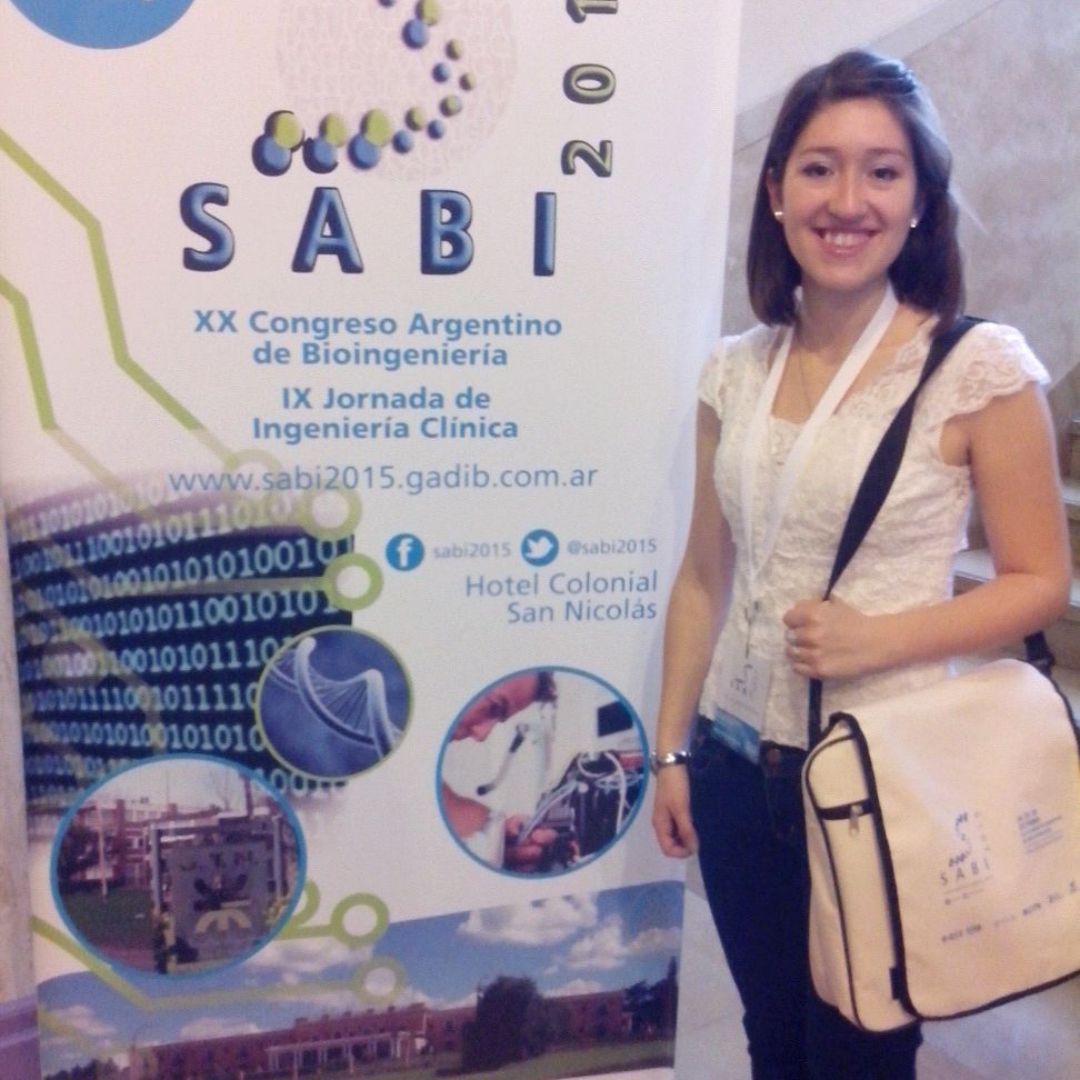 201
SABI
XX Congreso Argentino
de Bioingeniería
IX Jornada de
Ingeniería Clínica
www.sabi2015.gadib.com.ar
f sabi2015 @sabi2015
Hotel Colonial
San Nicolás
UTN
SABI